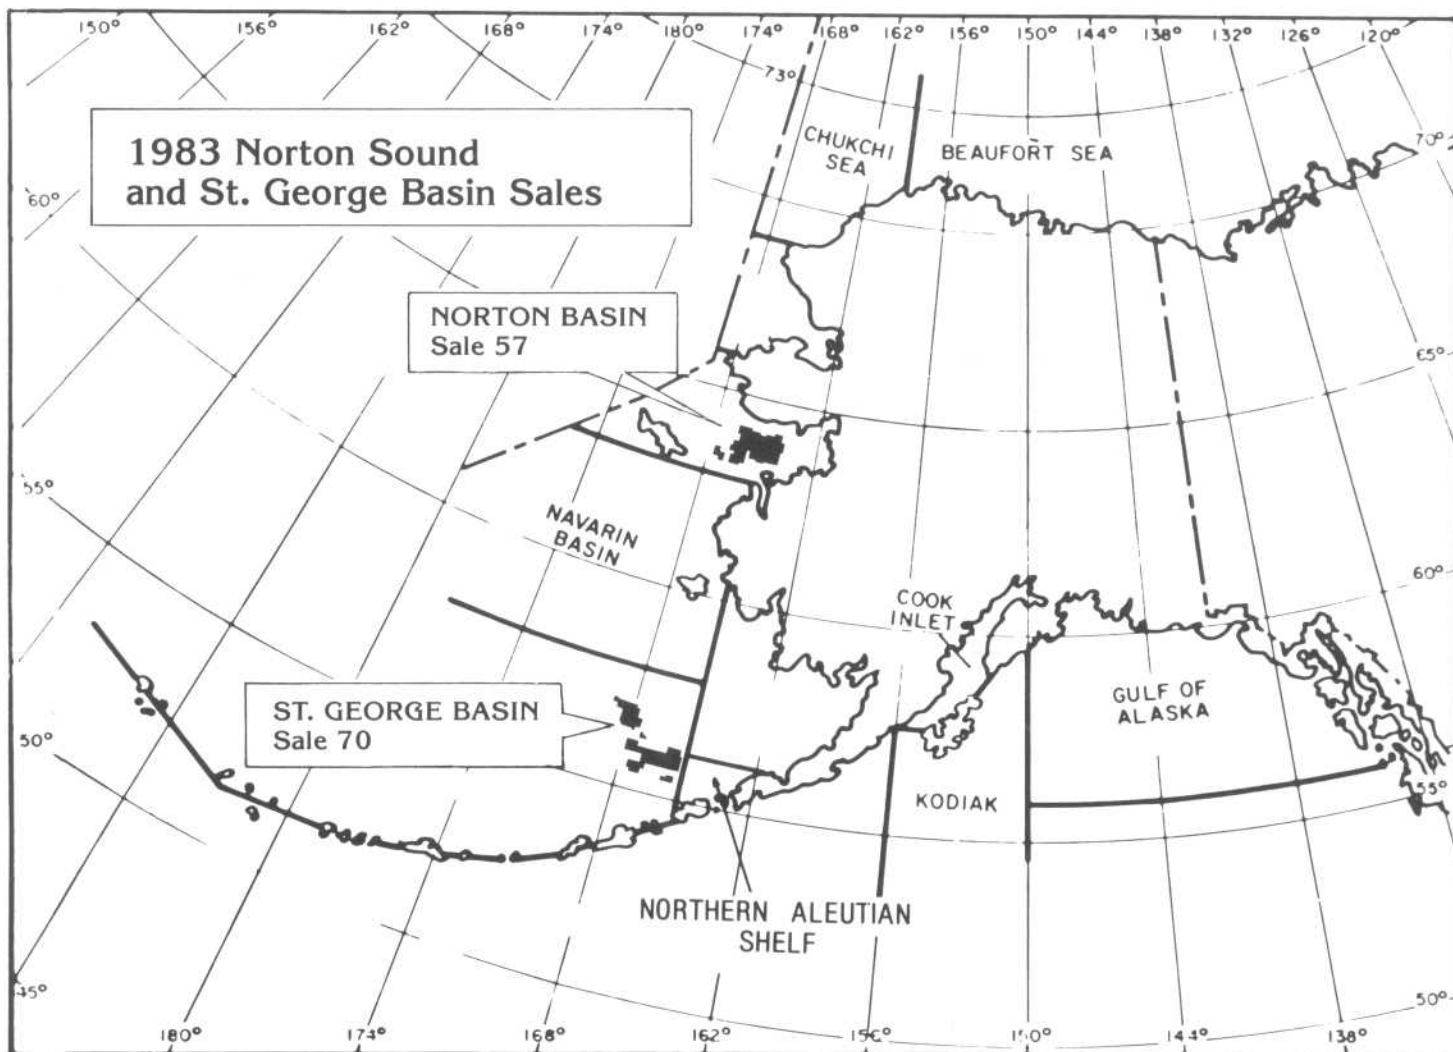 150° 156° 162° 168° 174° 180° 174° 168° 162° 156° 150° 144° 138° 132° 126° 120°
73°
1983 Norton Sound
and St. George Basin Sales
CHUKCHI
SEA
BEAUFORT SEA
70°
60°
NORTON BASIN
Sale 57
65°
55°
NAVARIN
BASIN
60°
COOK
INLET
ST. GEORGE BASIN
Sale 70
GULF OF
ALASKA
50°
KODIAK
55°
NORTHERN ALEUTIAN
SHELF
45°
50°
180° 174° 168° 162° 156° 150° 144° 138°